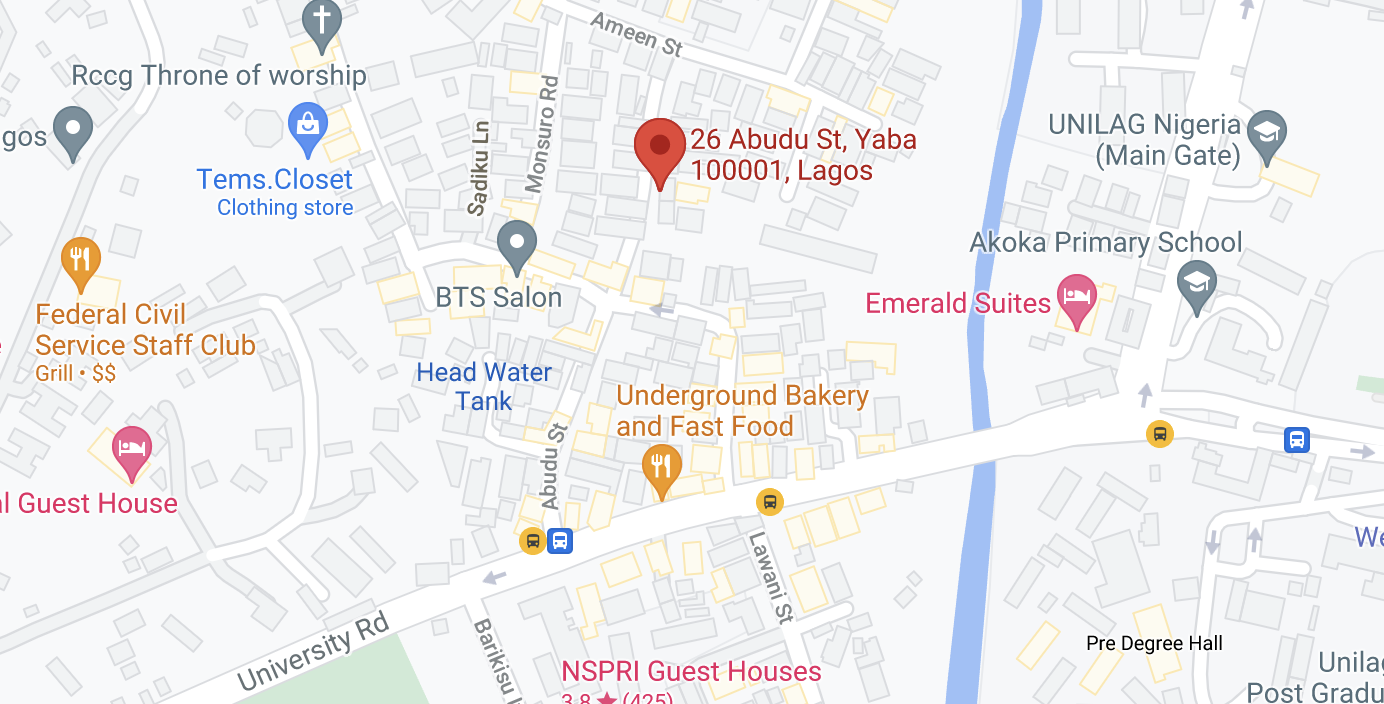 Ameen St
Rccg Throne of worship
gos
Tems.Closet
Clothing store
Sadiku Ln
Monsuro Rd
26 Abudu St, Yaba
100001, Lagos
UNILAG Nigeria
(Main Gate)
Akoka Primary School
BTS Salon
Emerald Suites
Federal Civil
Service Staff Club
Grill • $$
Head Water
Tank
Underground Bakery
and Fast Food
Abudu St
al Guest House
Lawani St
We
University Rd
Barikisu I
NSPRI Guest Houses
3.8 ★ (425)
Pre Degree Hall
Unilag
Post Gradu